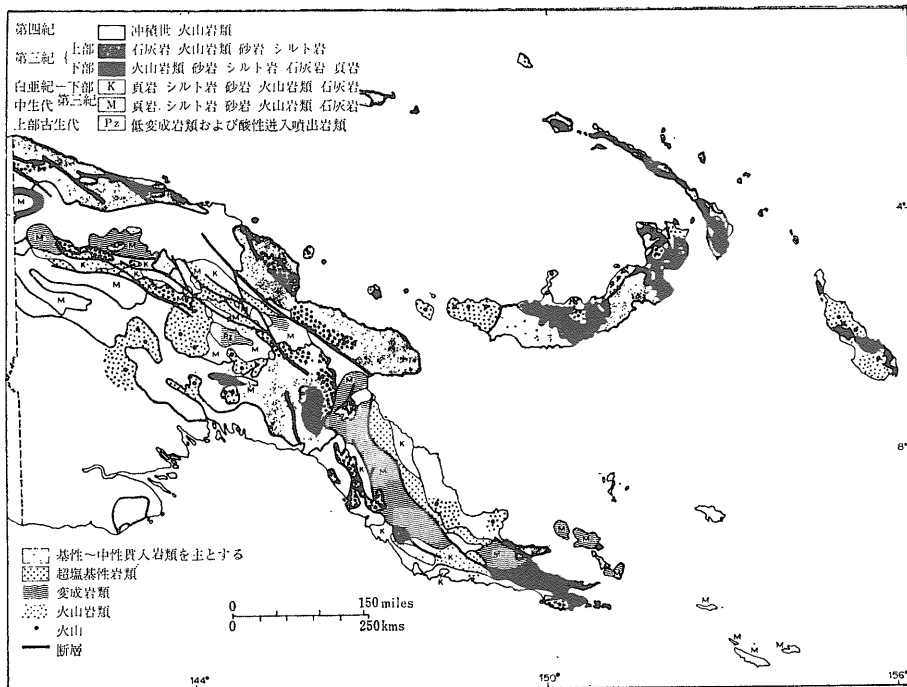 第四紀 冲積世 火山岩類
第三紀 { 上部 石灰岩 火山岩類 砂岩 シルト岩
下部 火山岩類 砂岩 シルト岩 石灰岩 頁岩
白亜紀ー下部第三紀 K 頁岩 シルト岩 砂岩 火山岩類 石灰岩
中生代 M 頁岩 シルト岩 砂岩 火山岩類 石灰岩
上部古生代 Pz 低変成岩類および酸性迸入噴出岩類
4°
8°
基性〜中性貫入岩類を主とする
超塩基性岩類
変成岩類
火山岩類
火山
断層
0 150 miles
0 250 kms
144° 150° 156°